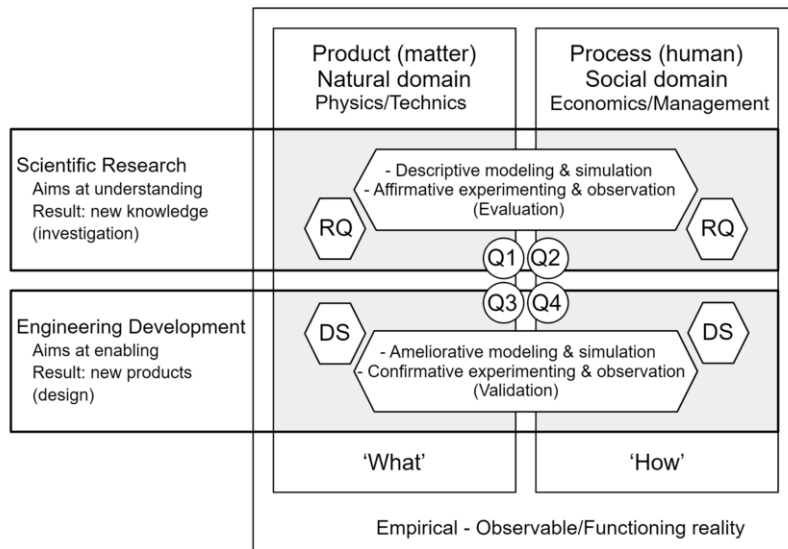 Product (matter)
Natural domain
Physics/Technics
Process (human)
Social domain
Economics/Management
Scientific Research
Aims at understanding
Result: new knowledge
(investigation)
- Descriptive modeling & simulation
- Affirmative experimenting & observation
(Evaluation)
RQ
RQ
Q1
Q2
Q3
Q4
Engineering Development
Aims at enabling
Result: new products
(design)
DS
DS
- Ameliorative modeling & simulation
- Confirmative experimenting & observation
(Validation)
‘What’
‘How’
Empirical - Observable/Functioning reality